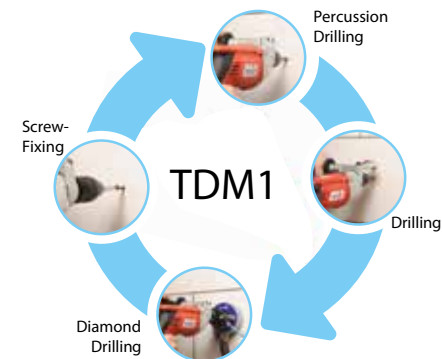 Percussion
Drilling
Screw-
Fixing
TDM1
Drilling
Diamond
Drilling